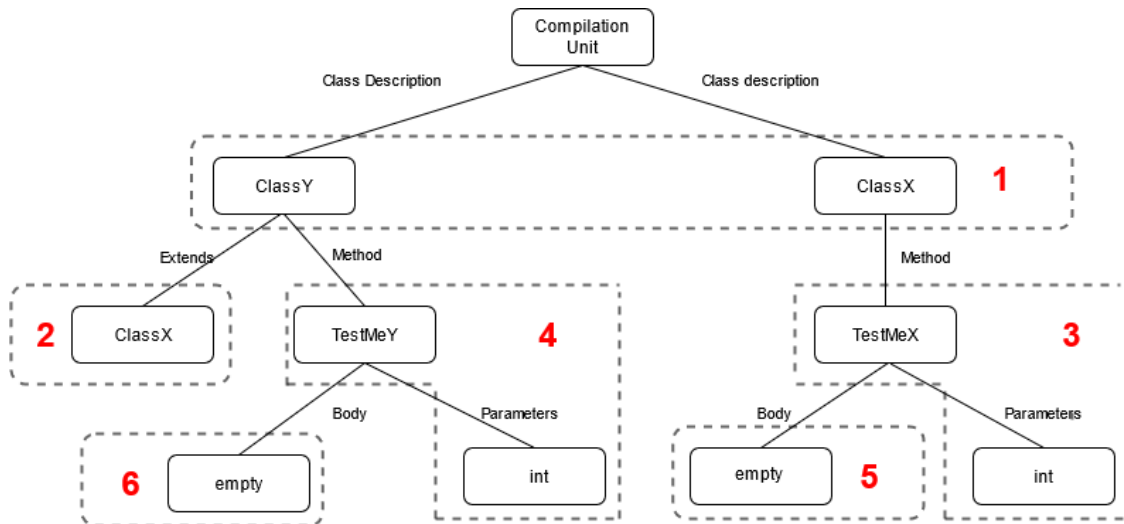 Compilation
Unit
Class Description
Class description
ClassY
ClassX
1
Extends
Method
Method
2
ClassX
TestMeY
4
TestMeX
3
Body
Parameters
Body
Parameters
6
empty
int
empty
5
int